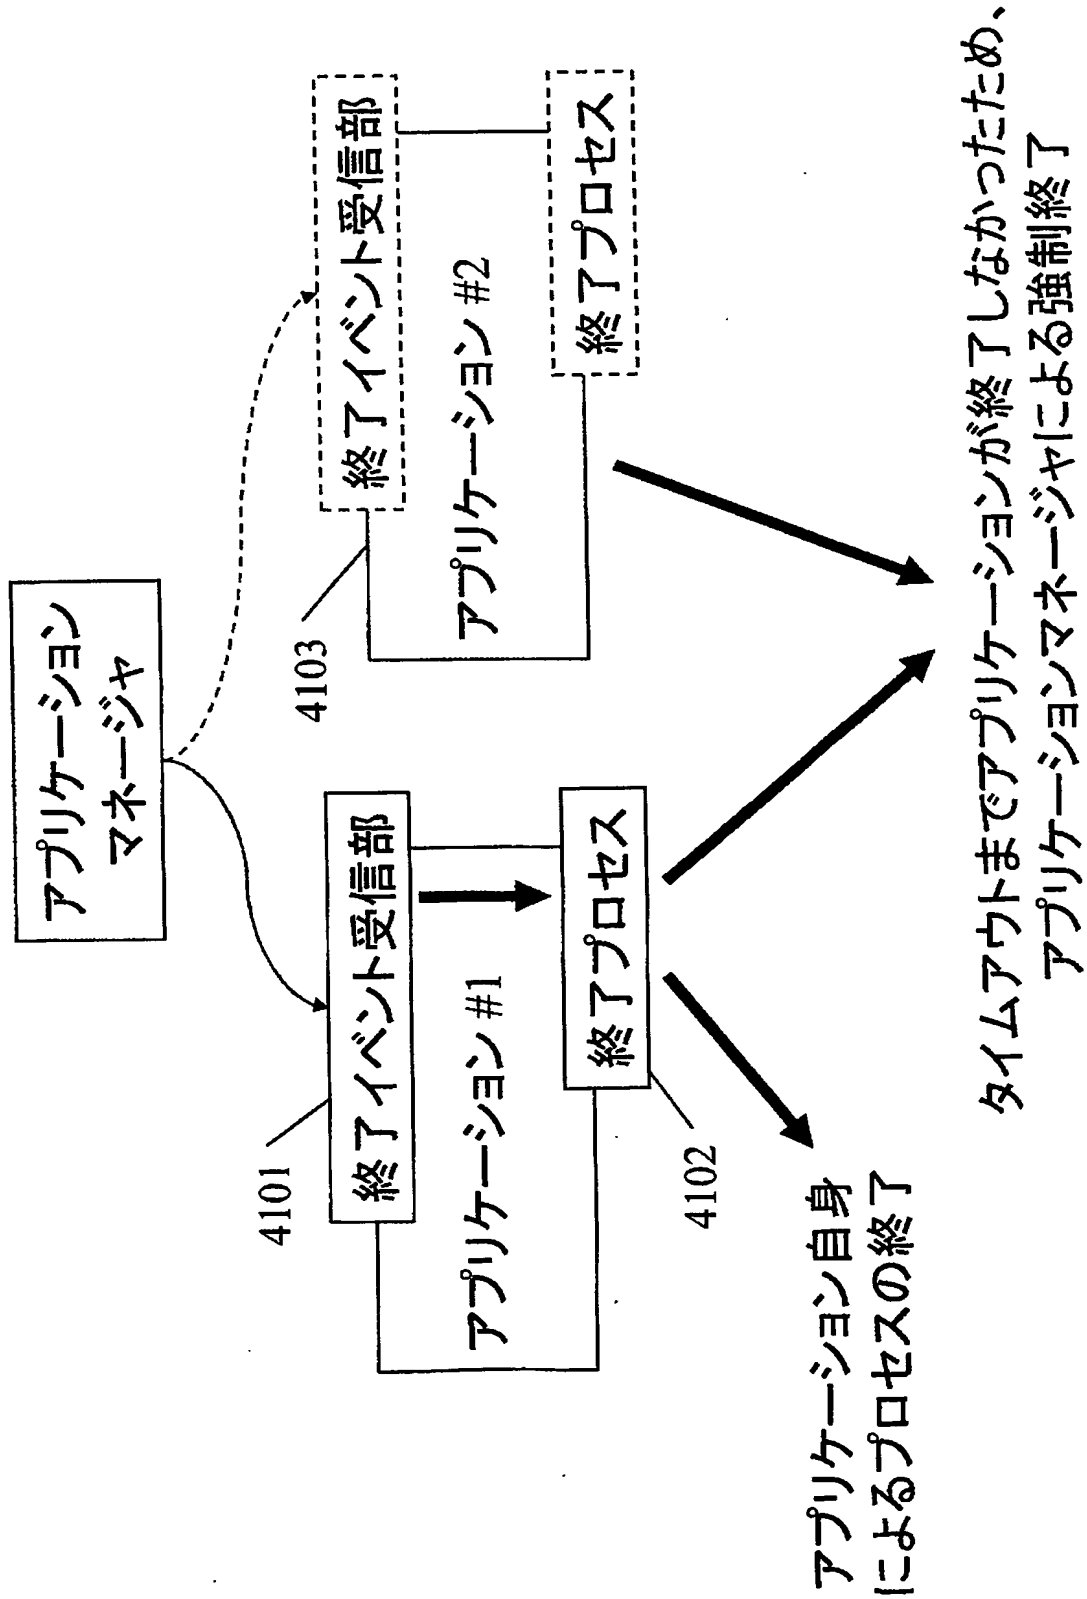 アプリケーション
マネージャ
4101
終了イベント受信部
アプリケーション #1
終了プロセス
4102
4103
終了イベント受信部
アプリケーション #2
終了プロセス
アプリケーション自身
によるプロセスの終了
タイムアウトまでアプリケーションが終了しなかったため、
アプリケーションマネージャによる強制終了